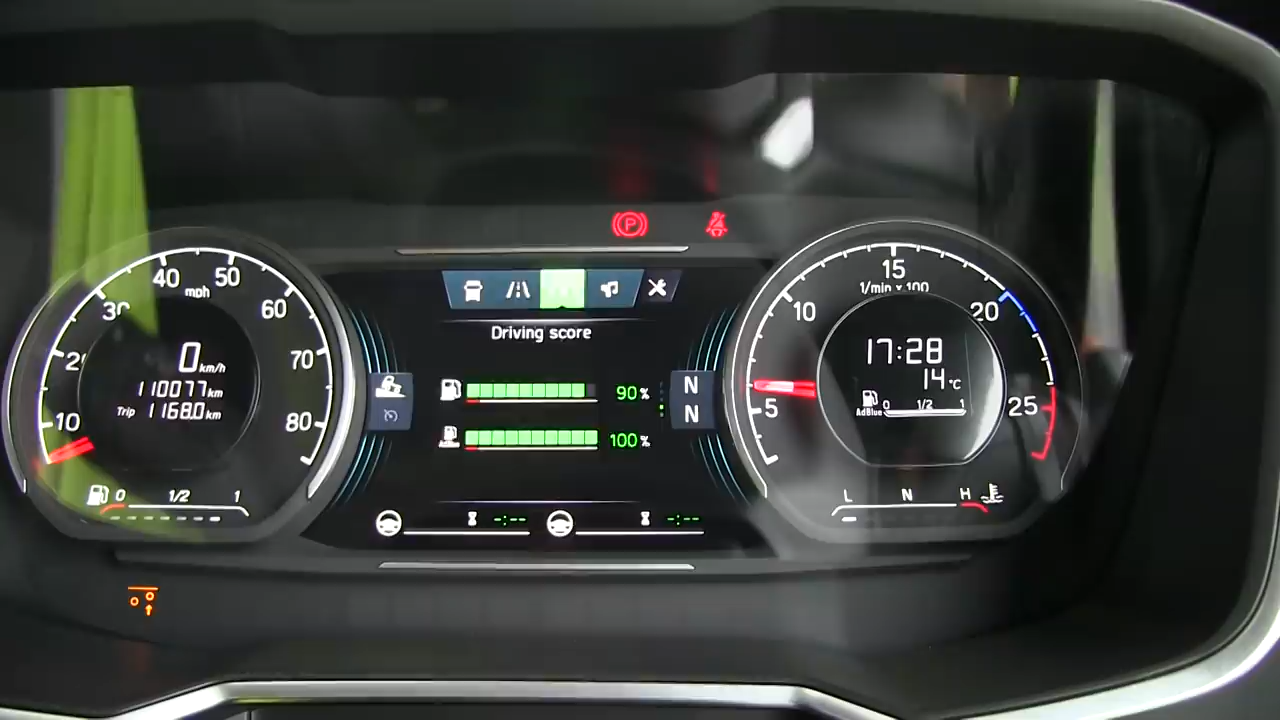 40 50
mph
30 60
20 70
10 80
0 km/h
110077 km
Trip 1168.0 km
0 1/2 1
P
Driving score
90 %
100 %
N
N
-:--
-:--
15
1/min x 100
10 20
5 25
17:28
14 °C
AdBlue 0 1/2 1
L N H